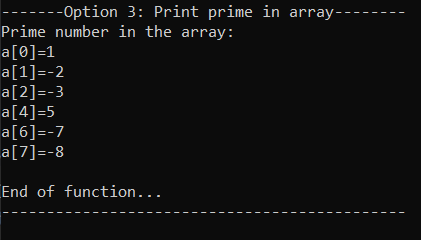 -------Option 3: Print prime in array--------
Prime number in the array:
a[0]=1
a[1]=-2
a[2]=-3
a[4]=5
a[6]=-7
a[7]=-8
End of function...
---------------------------------------------